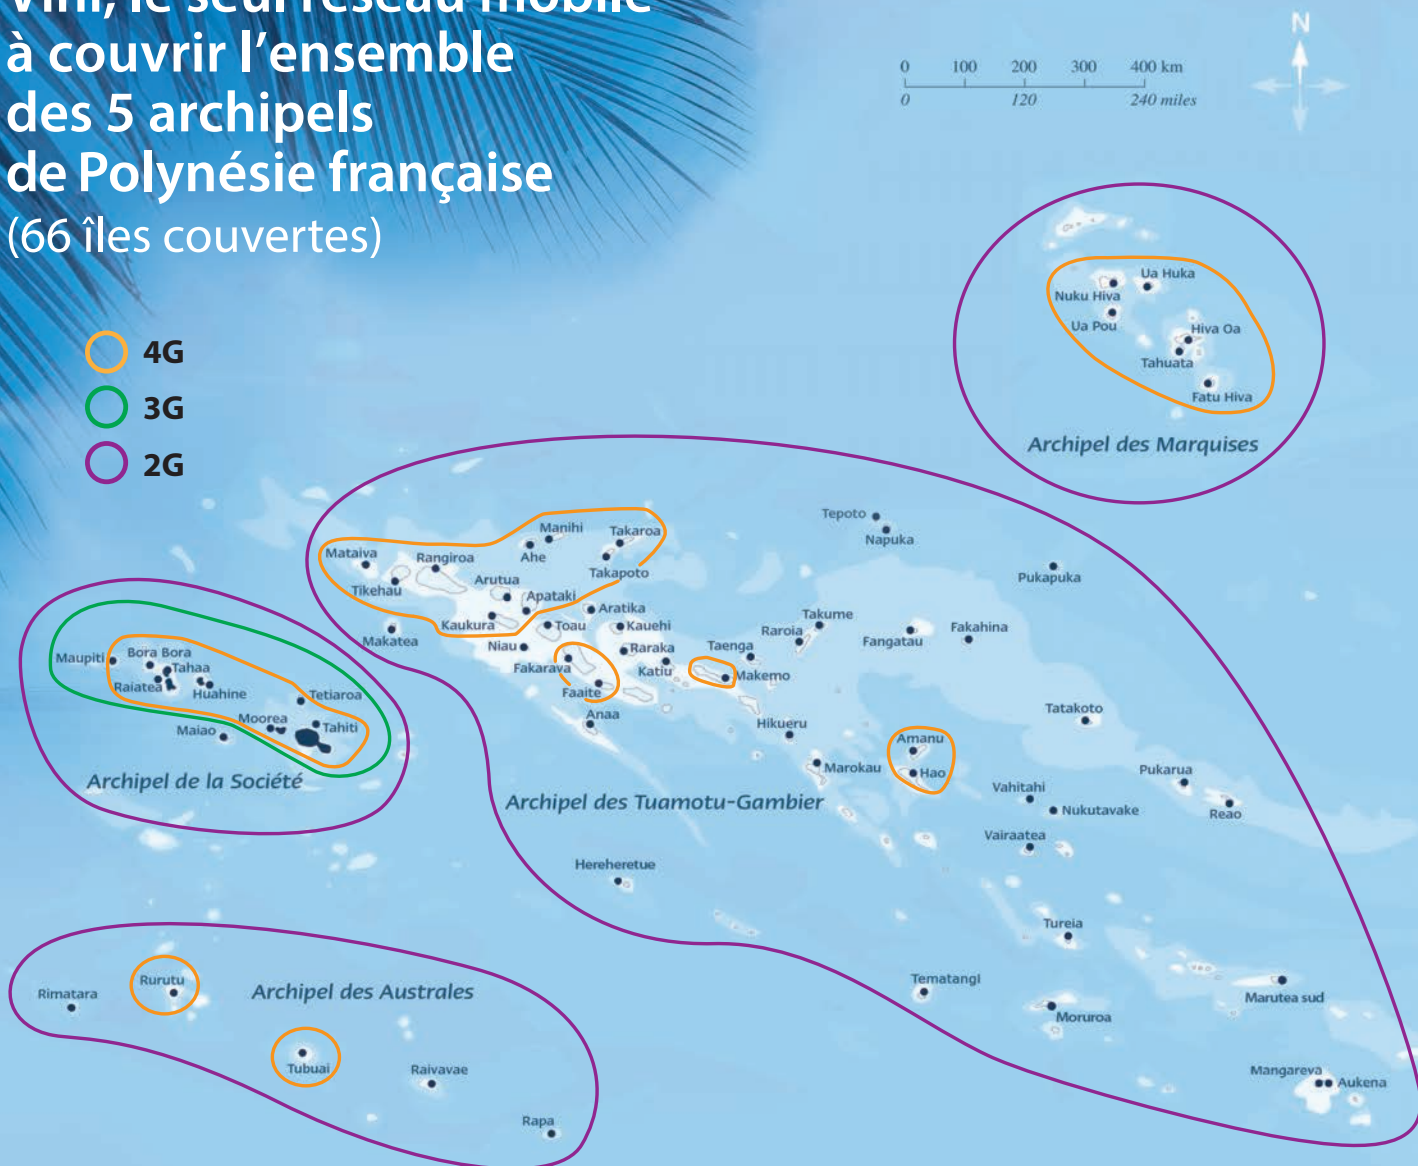 Vini, le seul réseau mobile
à couvrir l'ensemble
des 5 archipels
de Polynésie française
(66 îles couvertes)
N
0 100 200 300 400 km
0 120 240 miles
4G
3G
2G
Ua Huka
Nuku Hiva
Ua Pou
Hiva Oa
Tahuata
Fatu Hiva
Archipel des Marquises
Tepoto
Napuka
Pukapuka
Manihi
Takaroa
Mataiva
Rangiroa
Ahe
Takapoto
Tikehau
Arutua
Apataki
Aratika
Kaukura
Toau
Kauehi
Makatea
Niau
Raraka
Taenga
Raroia
Takume
Fangatau
Fakahina
Fakarava
Katiu
Makemo
Faaite
Anaa
Hikueru
Tatakoto
Amanu
Hao
Marokau
Vahitahi
Pukarua
Nukutavake
Reao
Vairaatea
Archipel des Tuamotu-Gambier
Hereheretue
Tureia
Tematangi
Moruroa
Marutea sud
Mangareva
Aukena
Maupiti
Bora Bora
Tahaa
Raiatea
Huahine
Tetiaroa
Moorea
Tahiti
Maiao
Archipel de la Société
Rurutu
Rimatara
Archipel des Australes
Tubuai
Raivavae
Rapa